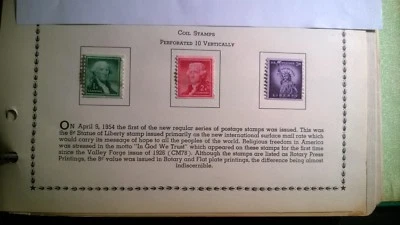 COIL STAMPS
PERFORATED 10 VERTICALLY
ON April 9, 1954 the first of the new regular series of postage stamps was issued. This was
the 8¢ Statue of Liberty stamp issued primarily as the new international surface mail rate which
would carry its message of hope to all the peoples of the world. Religious freedom in America
was stressed in the motto "In God We Trust" which appeared on these stamps for the first time
since the Valley Forge issue of 1928 (CM78). Although the stamps are listed as Rotary Press
Printings, the 8¢ value was issued in Rotary and Flat plate printings, the difference being almost
indiscernible.